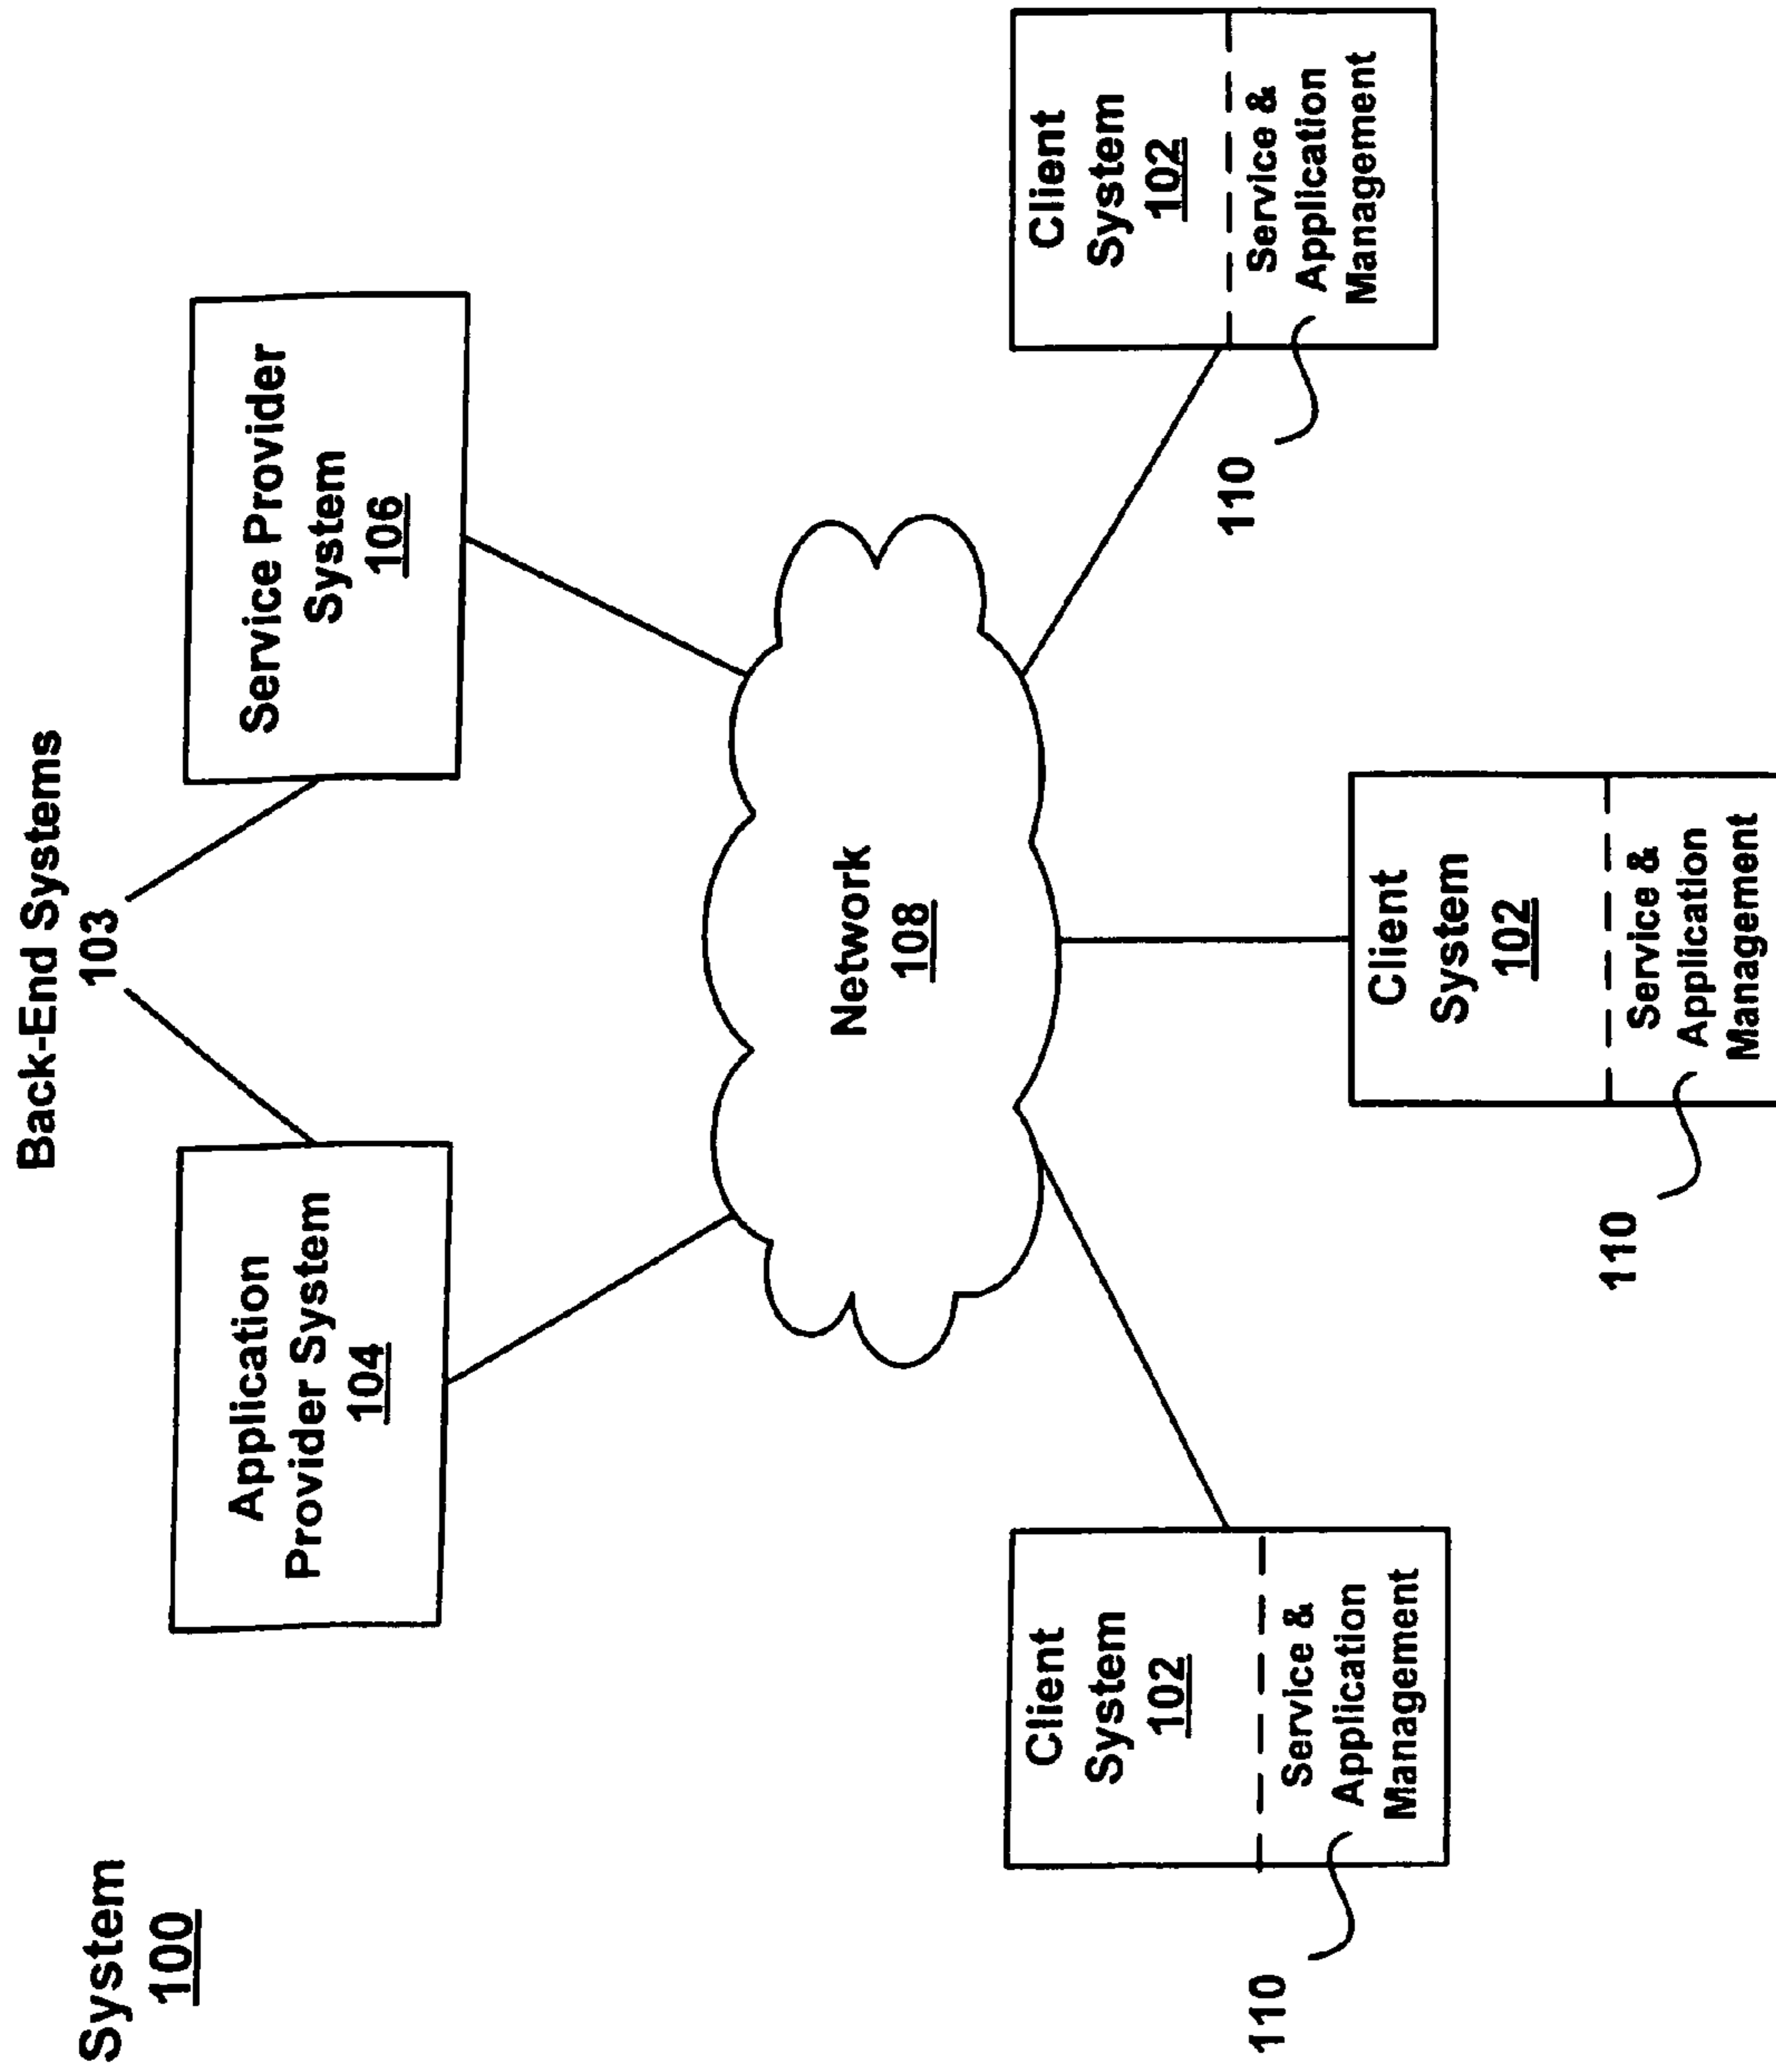 System
100
Back-End Systems
103
Application
Provider System
104
Service Provider
System
106
Network
108
Client
System
102
Service &
Application
Management
110
Client
System
102
Service &
Application
Management
110
Client
System
102
Service &
Application
Management
110